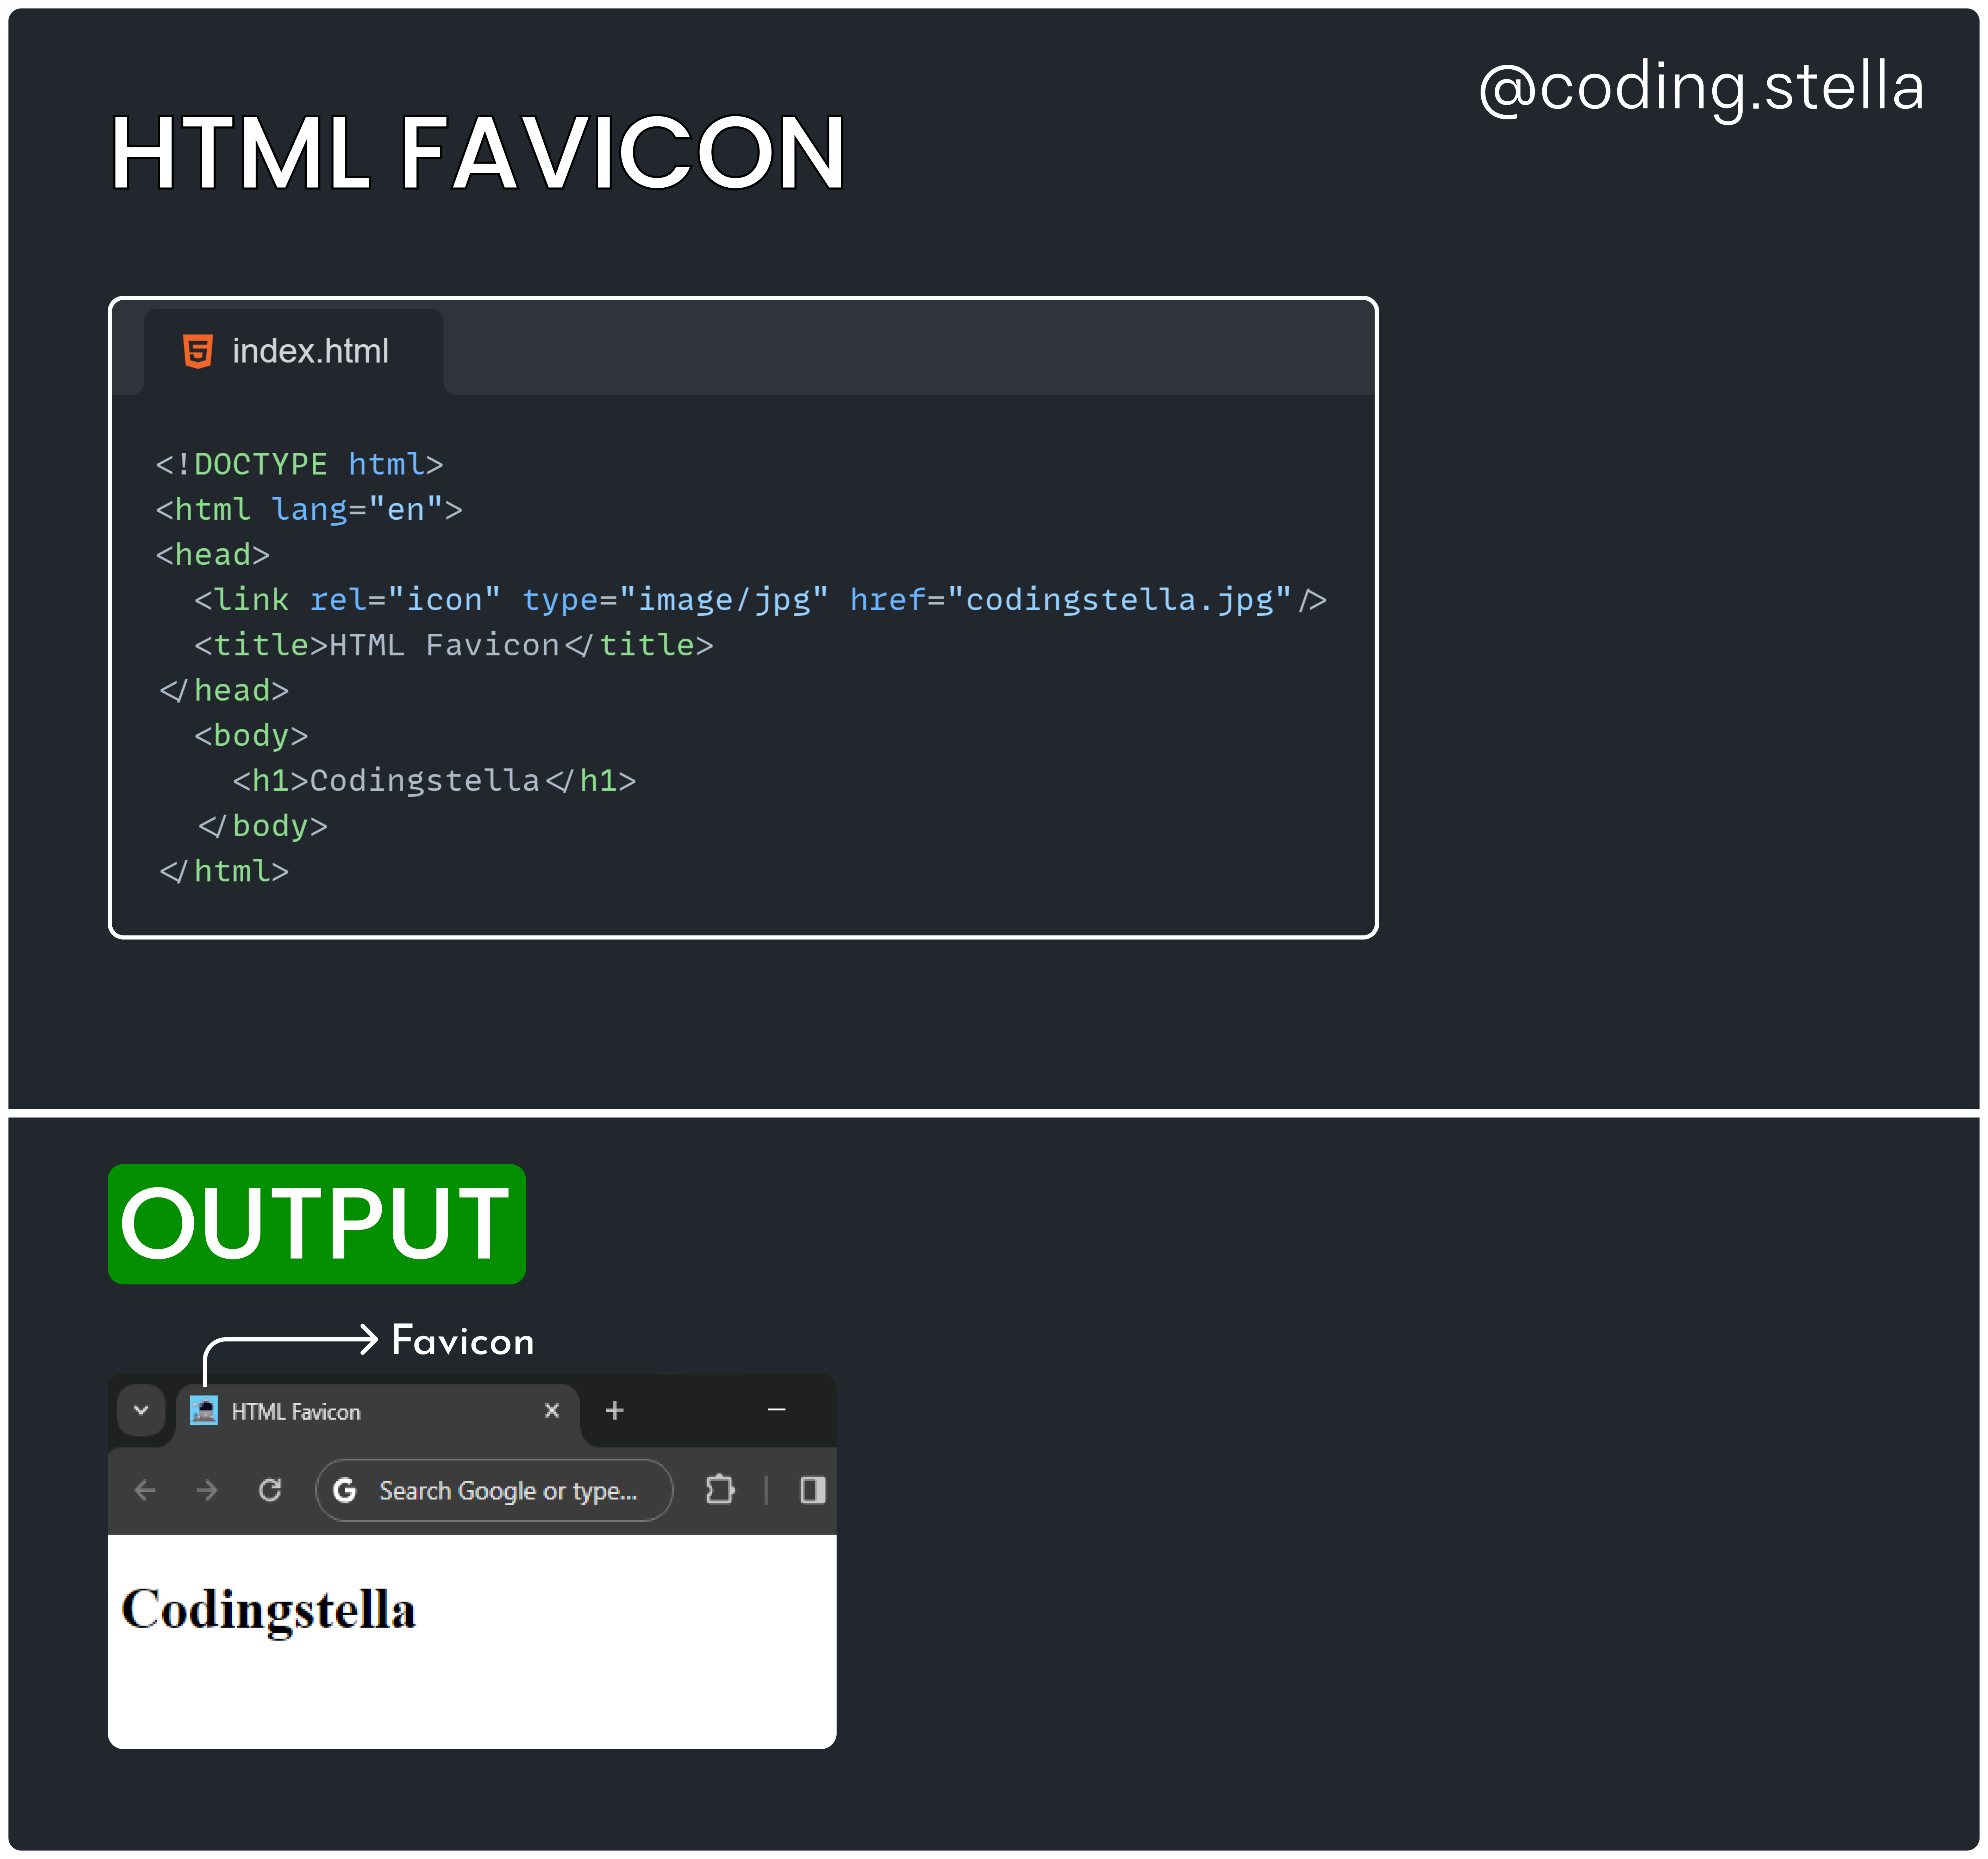 @coding.stella
HTML FAVICON
index.html
<!DOCTYPE html>
<html lang="en">
<head>
  <link rel="icon" type="image/jpg" href="codingstella.jpg"/>
  <title>HTML Favicon</title>
</head>
  <body>
    <h1>Codingstella</h1>
  </body>
</html>
OUTPUT
Favicon
HTML Favicon
Search Google or type...
Codingstella